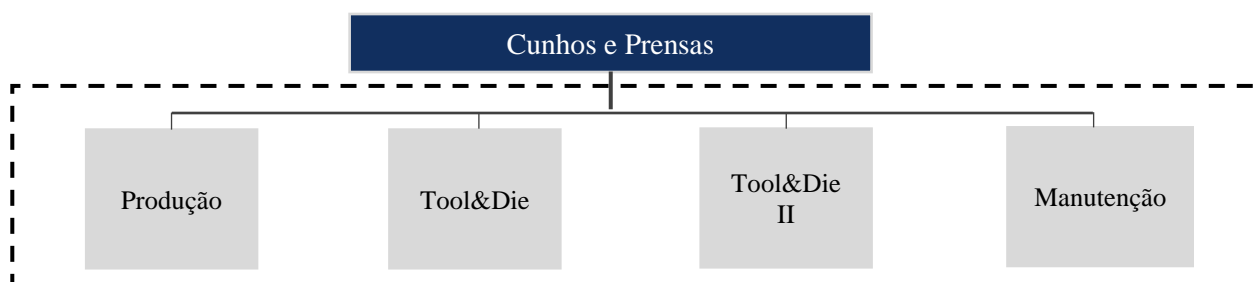 Cunhos e Prensas
Produção
Tool&Die
Tool&Die
II
Manutenção